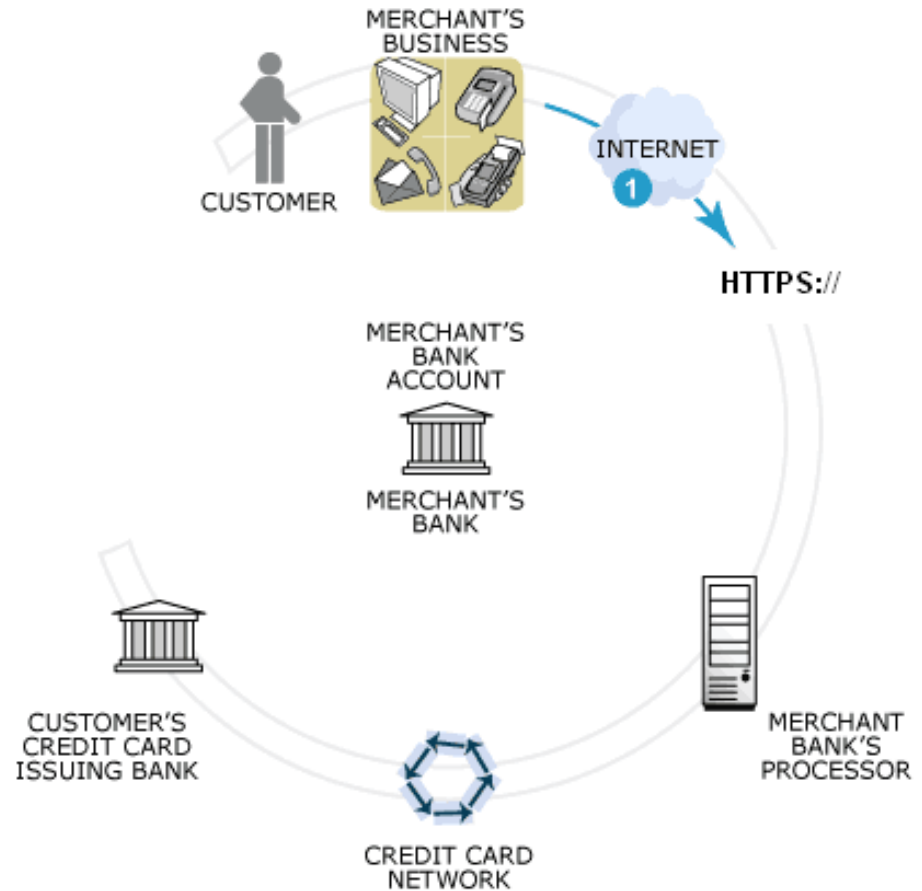 MERCHANT'S
BUSINESS
CUSTOMER
INTERNET
1
HTTPS://
MERCHANT'S
BANK
ACCOUNT
MERCHANT'S
BANK
CUSTOMER'S
CREDIT CARD
ISSUING BANK
MERCHANT
BANK'S
PROCESSOR
CREDIT CARD
NETWORK